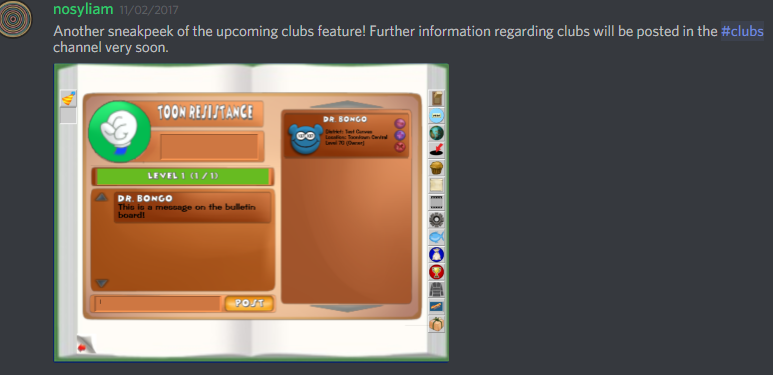 nosyliam 11/02/2017
Another sneakpeek of the upcoming clubs feature! Further information regarding clubs will be posted in the #clubs
channel very soon.
TOON RESISTANCE
LEVEL 1 (1 / 1)
DR. BONGO
This is a message on the bulletin
board!
POST
DR. BONGO
District: Test Canvas
Location: Toontown Central
Level 70 (Owner)